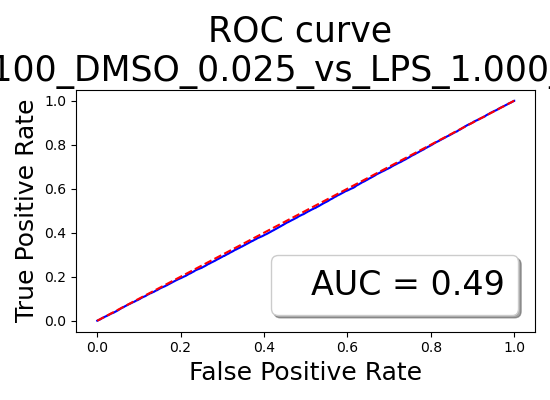 ROC curve
100_DMSO_0.025_vs_LPS_1.000_
True Positive Rate
1.0
0.8
0.6
0.4
0.2
0.0
AUC = 0.49
0.0 0.2 0.4 0.6 0.8 1.0
False Positive Rate